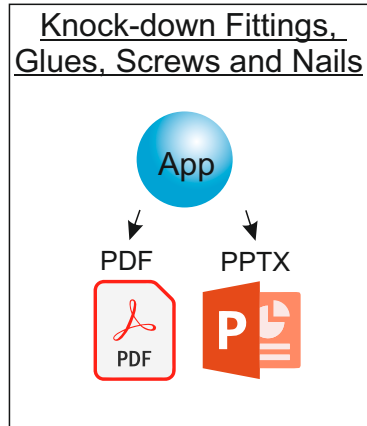 Knock-down Fittings,
Glues, Screws and Nails
App
PDF PPTX
PDF P